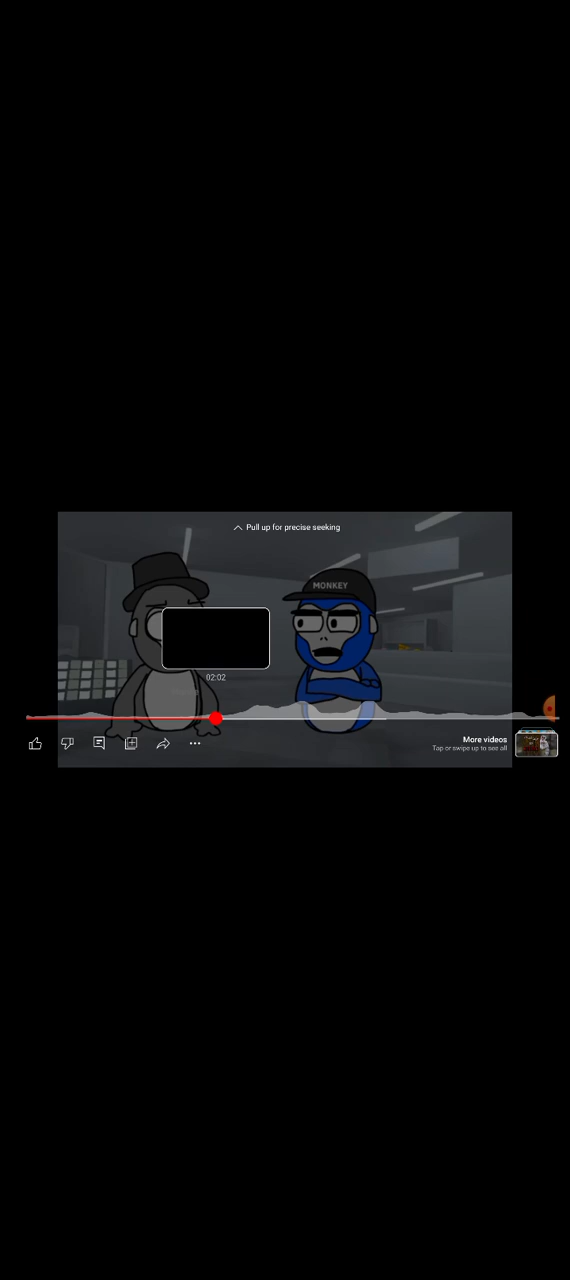 Pull up for precise seeking
MONKEY
02:02
More videos
Tap or swipe up to see all